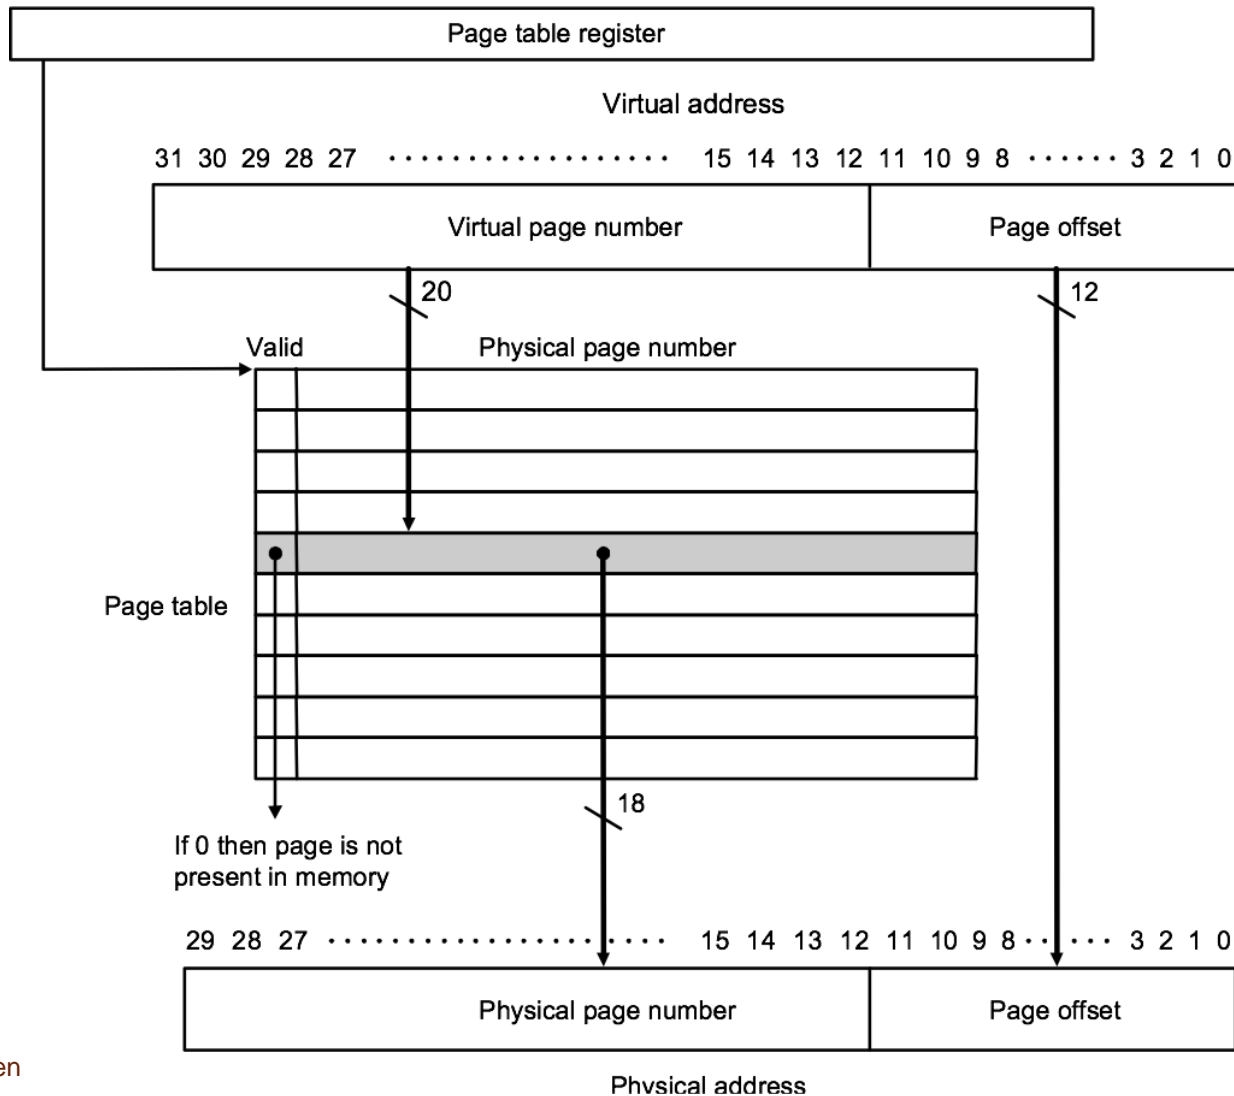 Page table register
Virtual address
31 30 29 28 27 .................. 15 14 13 12 11 10 9 8 ...... 3 2 1 0
Virtual page number Page offset
20 12
Valid Physical page number
Page table
18
If 0 then page is not
present in memory
29 28 27 ...................... 15 14 13 12 11 10 9 8 ...... 3 2 1 0
Physical page number Page offset
en
Physical address